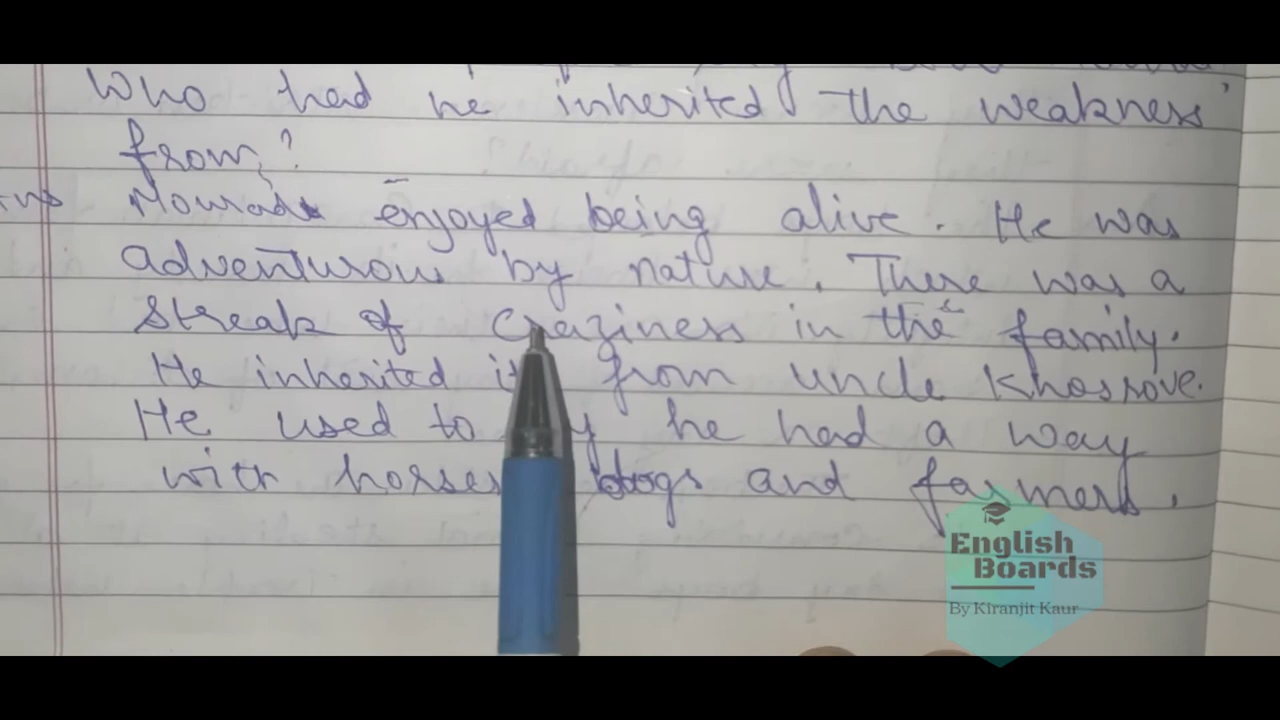 Who had he inherited the weakness
from?
Ans Mourad enjoyed being alive. He was
adventurous by nature. There was a
streak of craziness in the family.
He inherited it from uncle Khosrove.
He used to he had a way
with horses dogs and farmers.
English
Boards
By Kiranjit Kaur